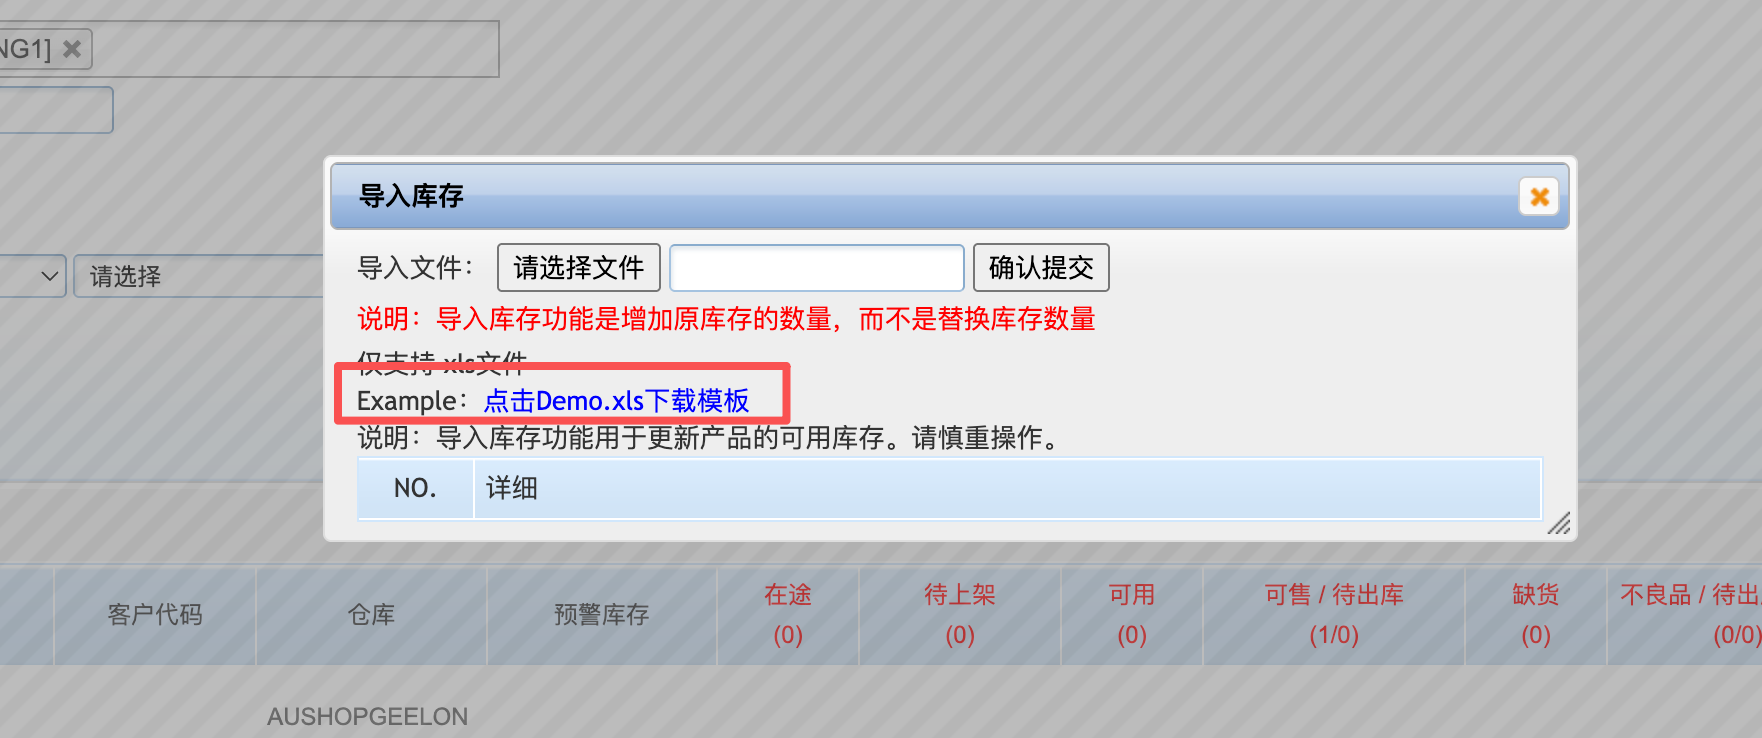 NG1]
请选择
导入库存
导入文件： 请选择文件 确认提交
说明：导入库存功能是增加原库存的数量，而不是替换库存数量
仅支持 xls文件
Example：点击Demo.xls下载模板
说明：导入库存功能用于更新产品的可用库存。请慎重操作。
NO. 详细
客户代码 仓库 预警库存 在途 待上架 可用 可售 / 待出库 缺货 不良品 / 待出
(0) (0) (0) (1/0) (0) (0/0)
AUSHOPGEELON